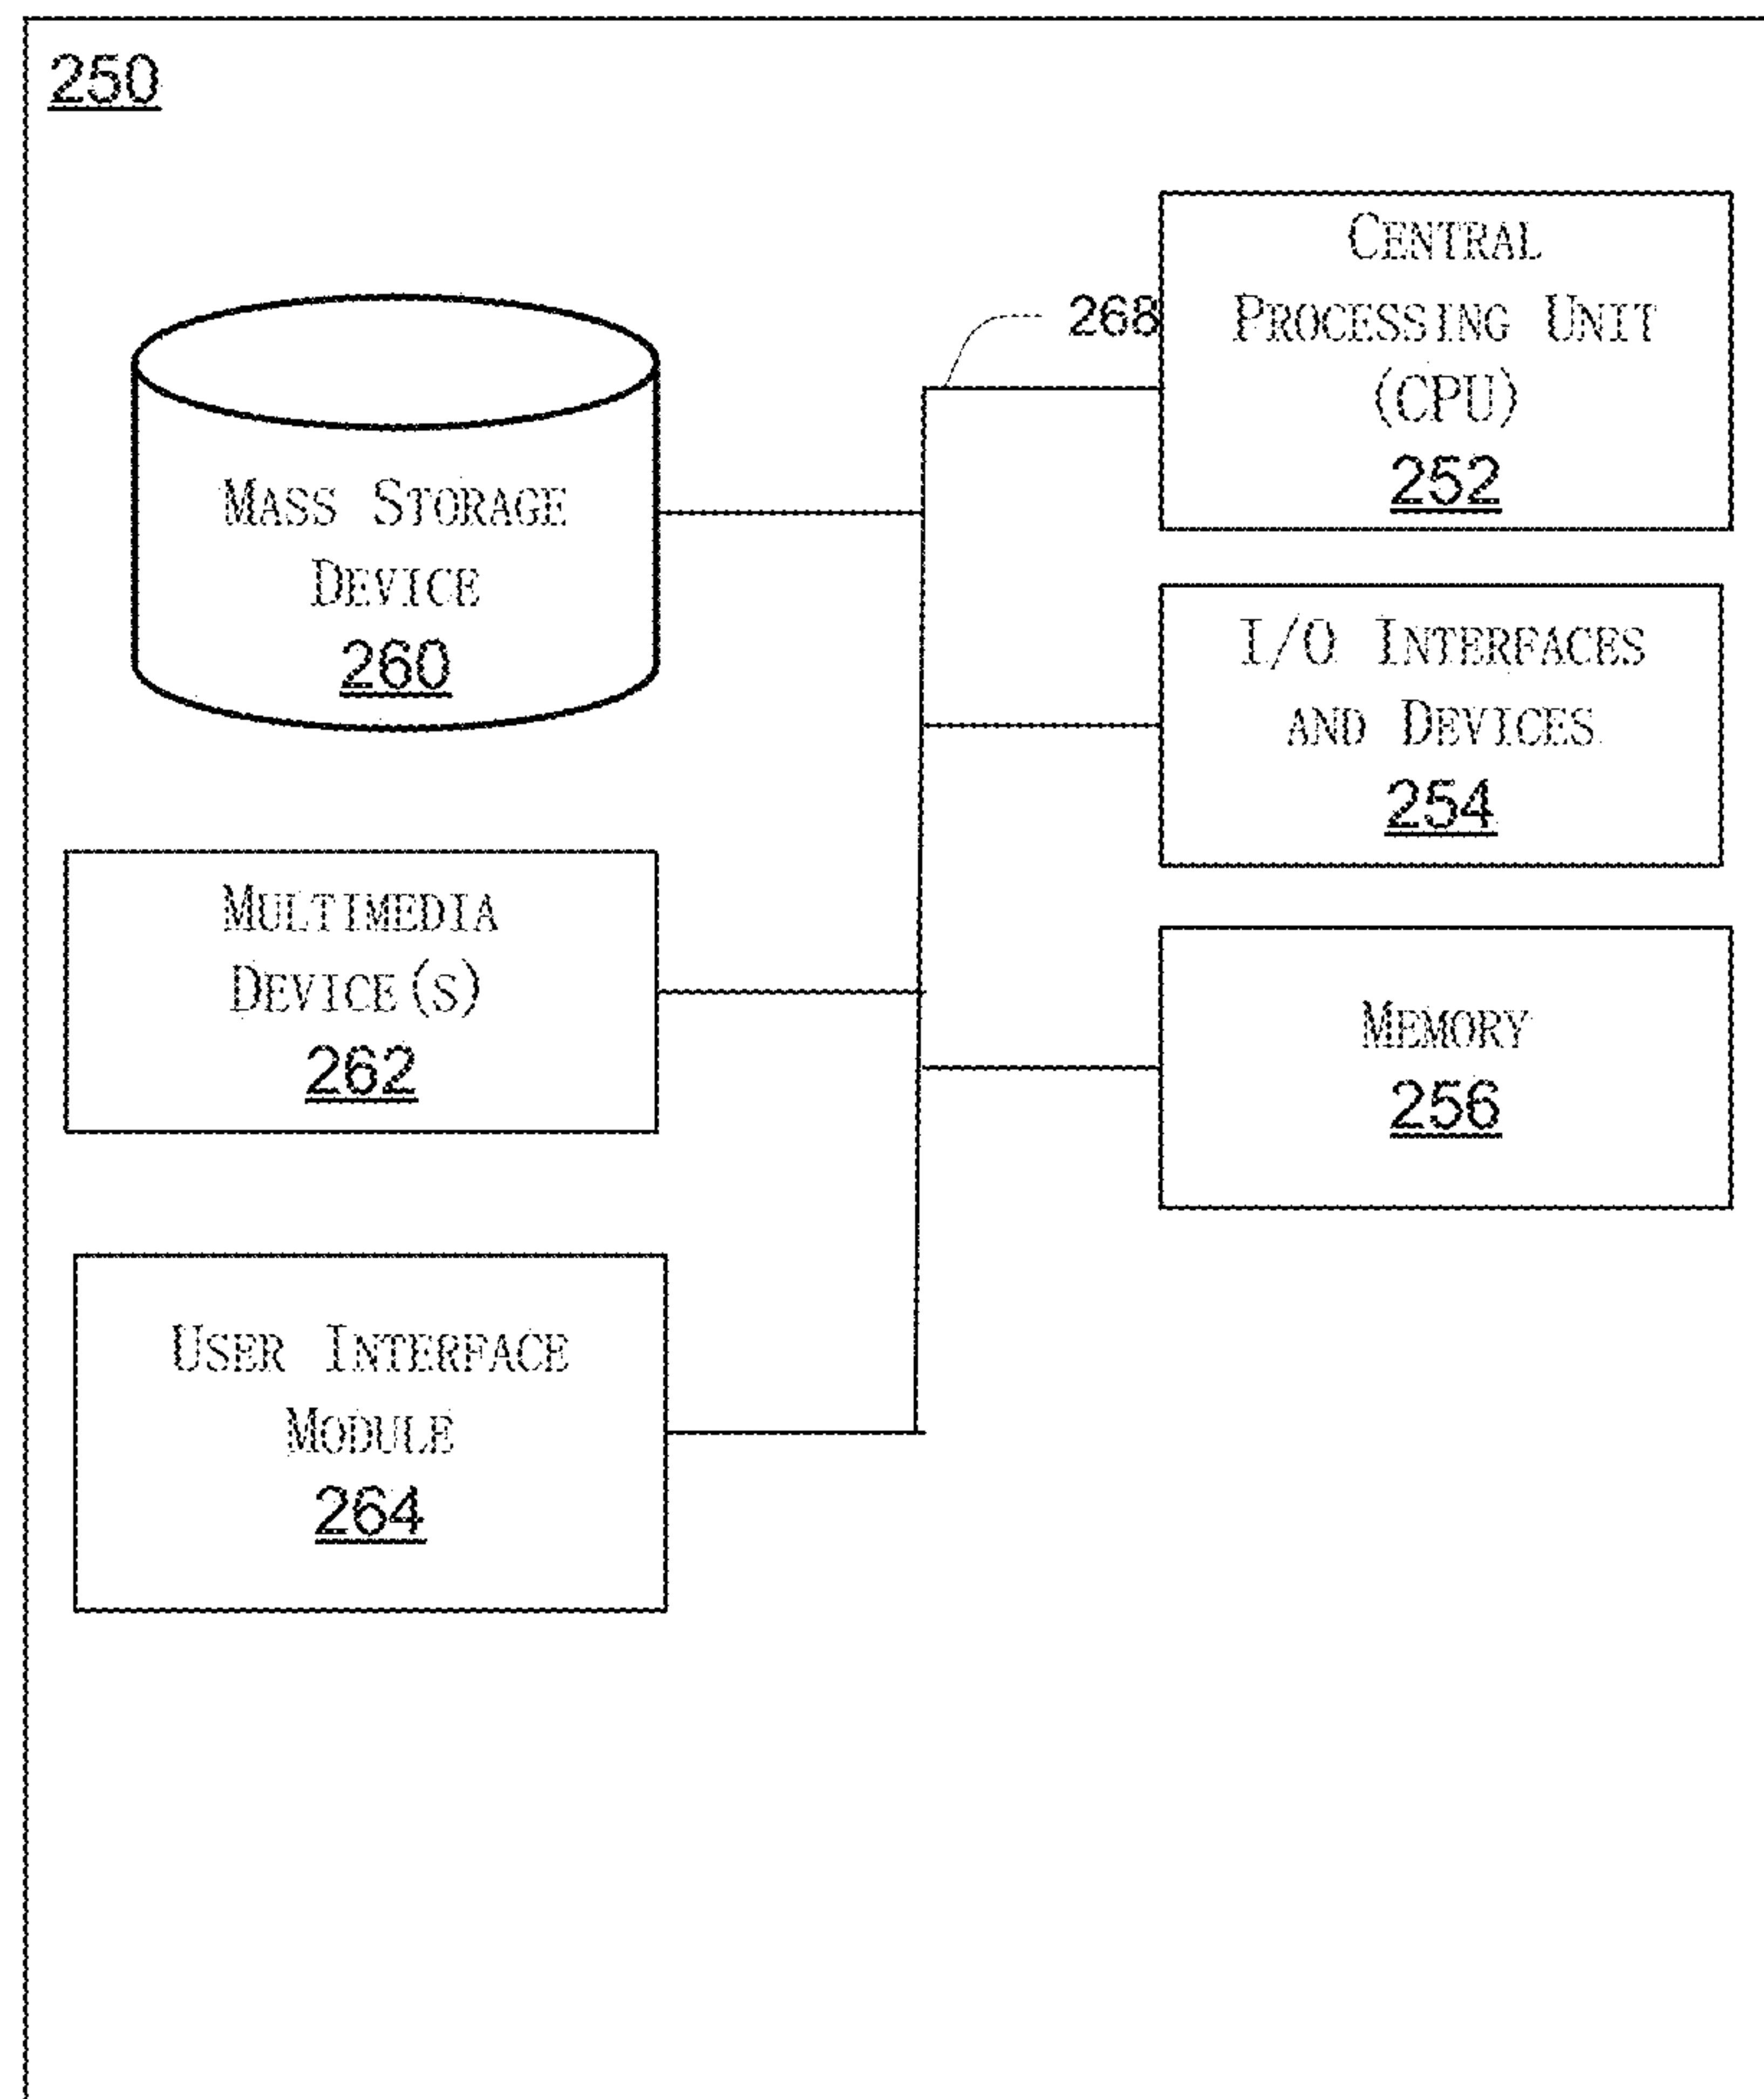 250
268
CENTRAL
PROCESSING UNIT
(CPU)
252
MASS STORAGE
DEVICE
260
I/O INTERFACES
AND DEVICES
254
MULTIMEDIA
DEVICE(S)
262
MEMORY
256
USER INTERFACE
MODULE
264